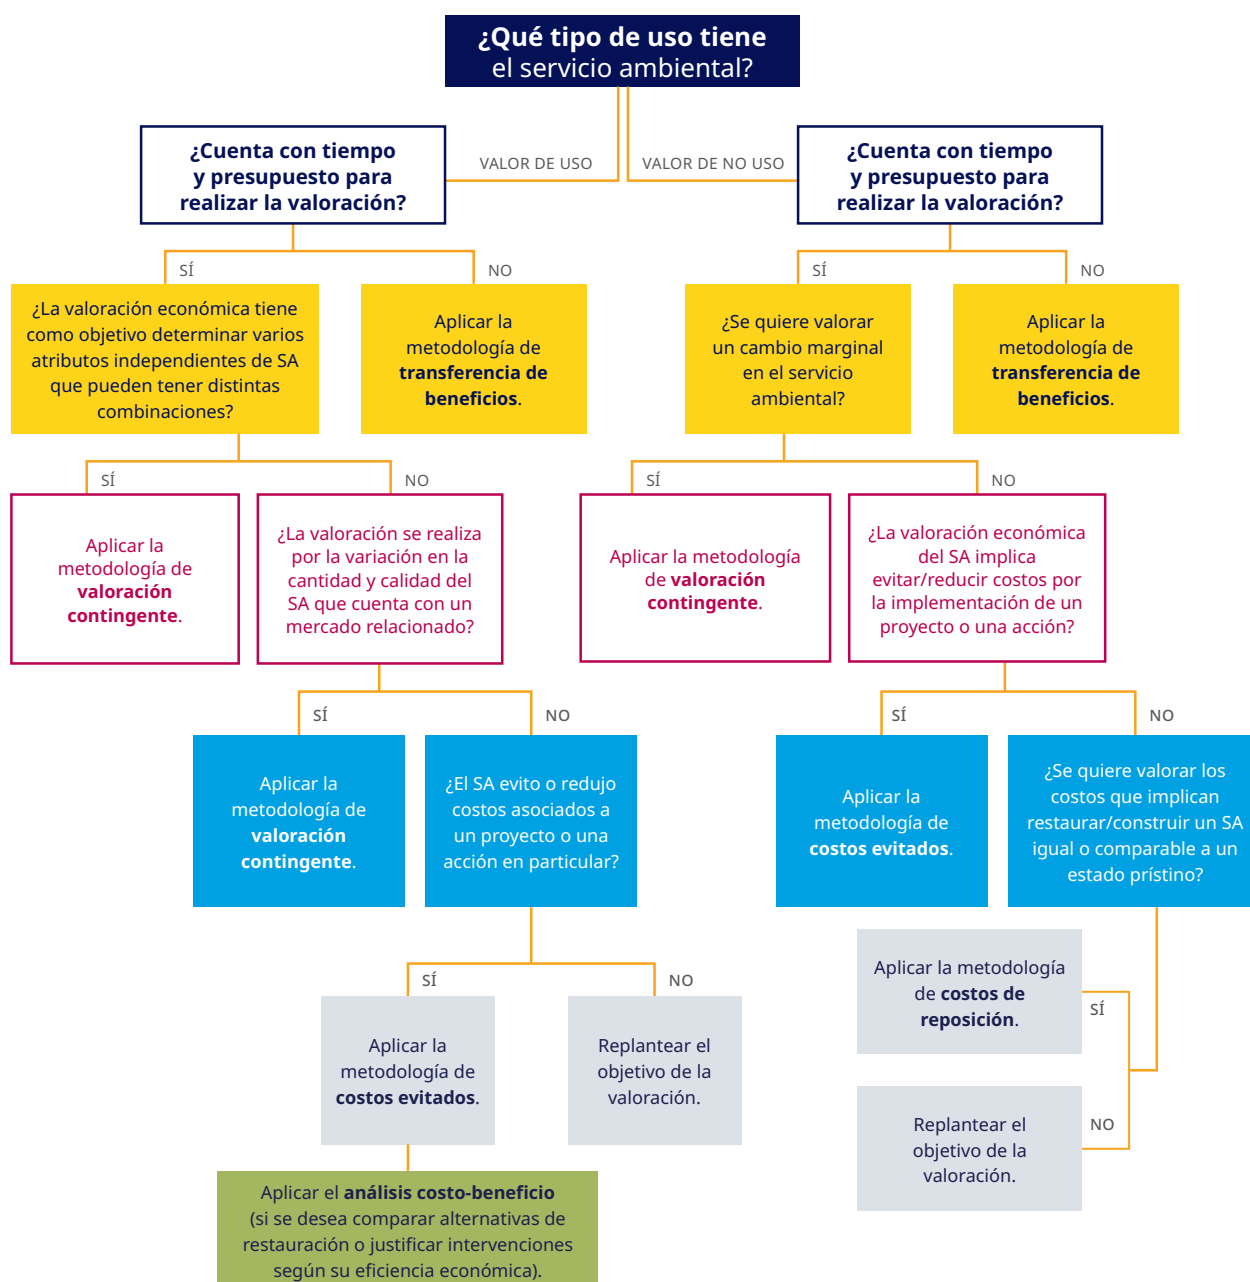 ¿Qué tipo de uso tiene
el servicio ambiental?
¿Cuenta con tiempo
y presupuesto para
realizar la valoración?
VALOR DE USO
VALOR DE NO USO
¿Cuenta con tiempo
y presupuesto para
realizar la valoración?
SÍ
NO
SÍ
NO
¿La valoración económica tiene
como objetivo determinar varios
atributos independientes de SA
que pueden tener distintas
combinaciones?
Aplicar la
metodología de
transferencia de
beneficios.
¿Se quiere valorar
un cambio marginal
en el servicio
ambiental?
Aplicar la
metodología de
transferencia de
beneficios.
SÍ
NO
SÍ
NO
Aplicar la
metodología de
valoración
contingente.
¿La valoración se realiza
por la variación en la
cantidad y calidad del
SA que cuenta con un
mercado relacionado?
Aplicar la metodología
de valoración
contingente.
¿La valoración económica
del SA implica
evitar/reducir costos por
la implementación de un
proyecto o una acción?
SÍ
NO
SÍ
NO
Aplicar la
metodología de
valoración
contingente.
¿El SA evito o redujo
costos asociados a
un proyecto o una
acción en particular?
Aplicar la
metodología de
costos evitados.
¿Se quiere valorar los
costos que implican
restaurar/construir un SA
igual o comparable a un
estado prístino?
SÍ
NO
Aplicar la
metodología de
costos evitados.
Replantear el
objetivo de la
valoración.
Aplicar la metodología
de costos de
reposición.
SÍ
NO
Replantear el
objetivo de la
valoración.
Aplicar el análisis costo-beneficio
(si se desea comparar alternativas de
restauración o justificar intervenciones
según su eficiencia económica).